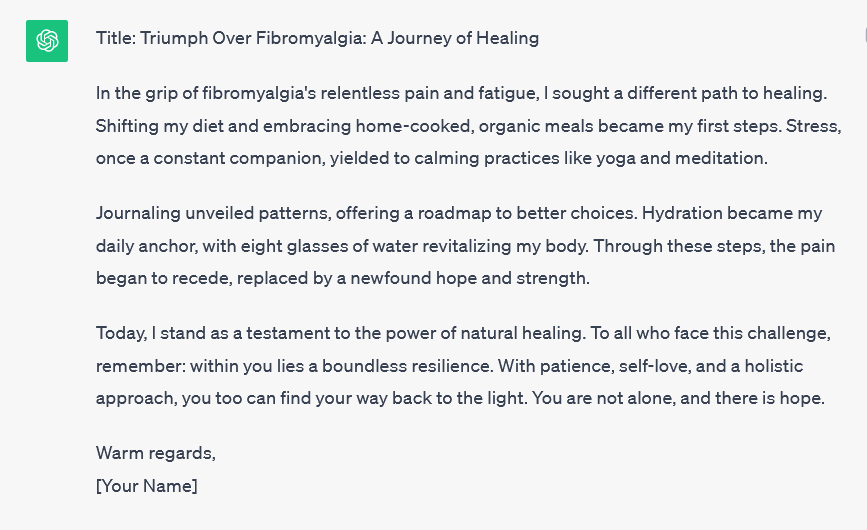 Title: Triumph Over Fibromyalgia: A Journey of Healing
In the grip of fibromyalgia's relentless pain and fatigue, I sought a different path to healing.
Shifting my diet and embracing home-cooked, organic meals became my first steps. Stress,
once a constant companion, yielded to calming practices like yoga and meditation.
Journaling unveiled patterns, offering a roadmap to better choices. Hydration became my
daily anchor, with eight glasses of water revitalizing my body. Through these steps, the pain
began to recede, replaced by a newfound hope and strength.
Today, I stand as a testament to the power of natural healing. To all who face this challenge,
remember: within you lies a boundless resilience. With patience, self-love, and a holistic
approach, you too can find your way back to the light. You are not alone, and there is hope.
Warm regards,
[Your Name]